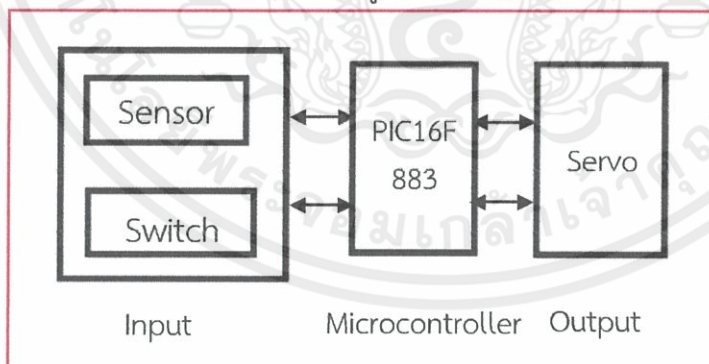 Sensor
Switch
PIC16F
883
Servo
Input
Microcontroller
Output